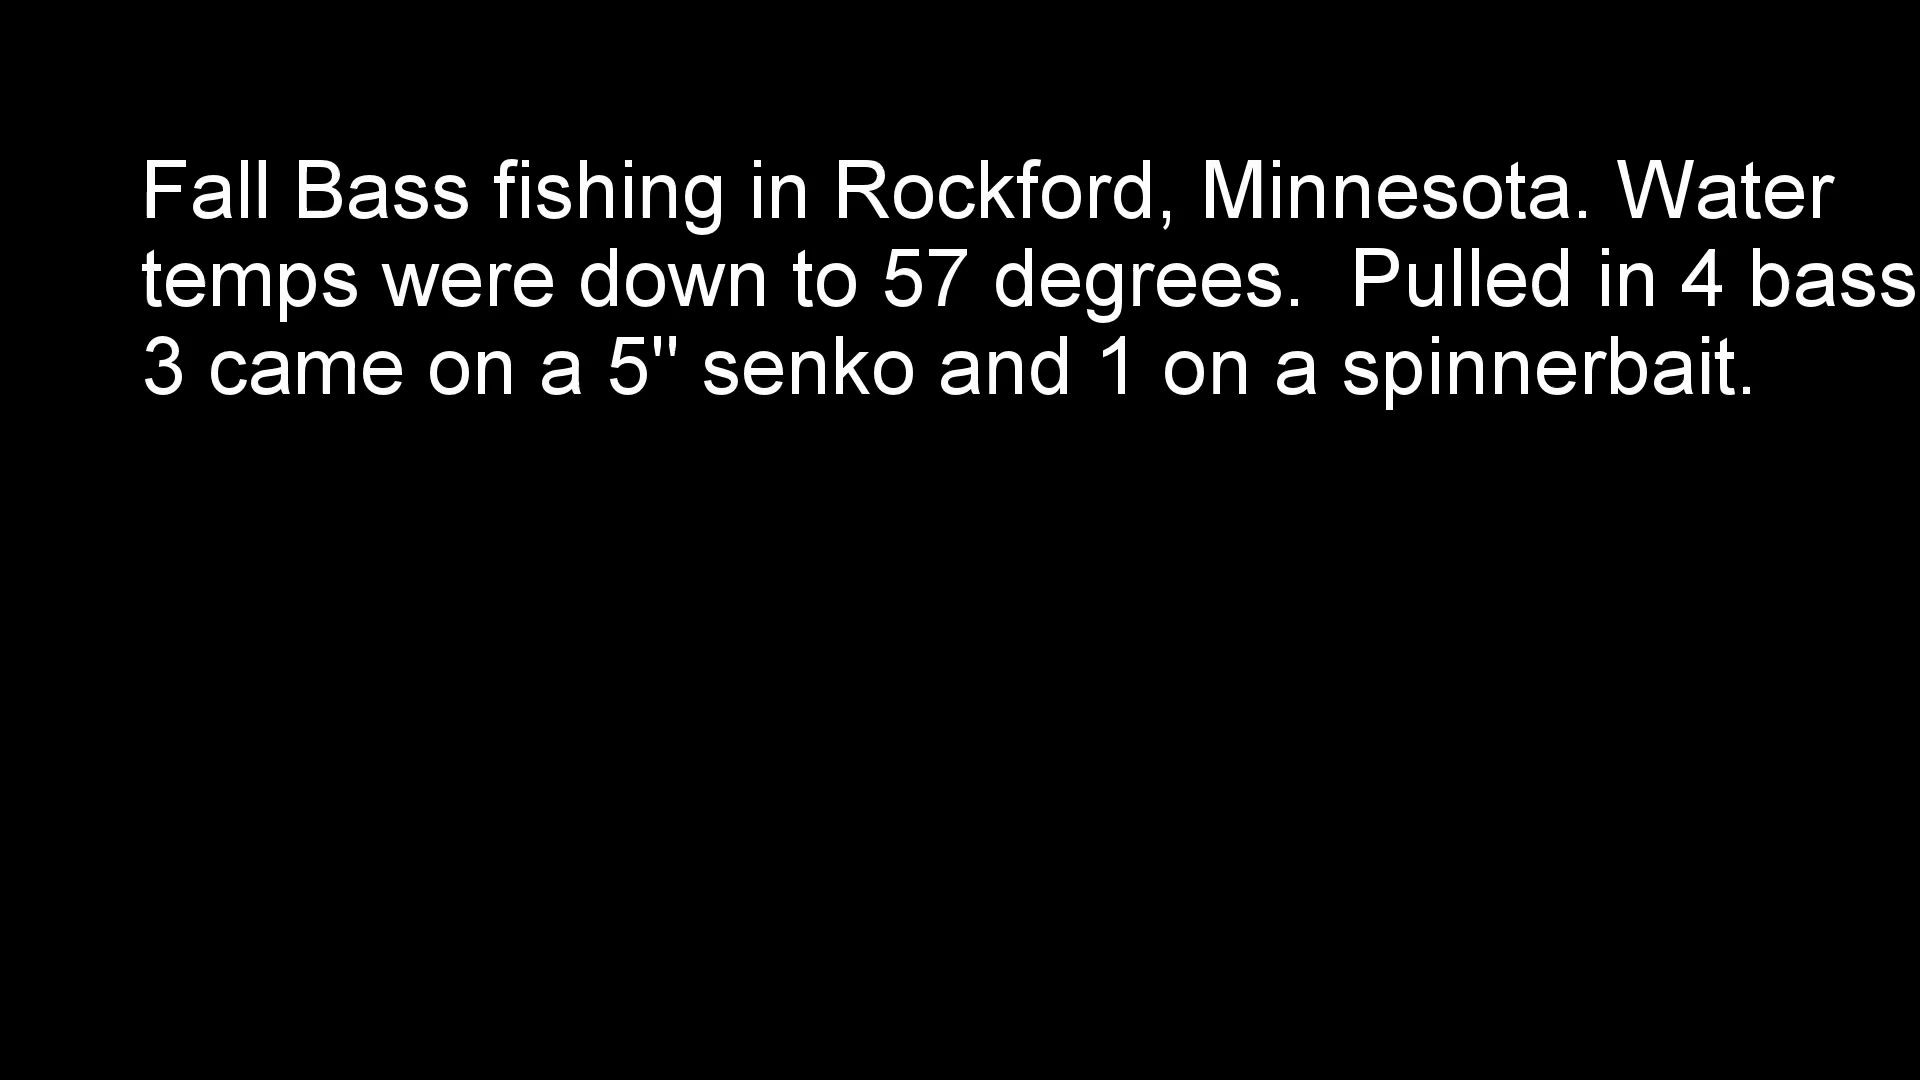 Fall Bass fishing in Rockford, Minnesota. Water
temps were down to 57 degrees.  Pulled in 4 bass
3 came on a 5" senko and 1 on a spinnerbait.